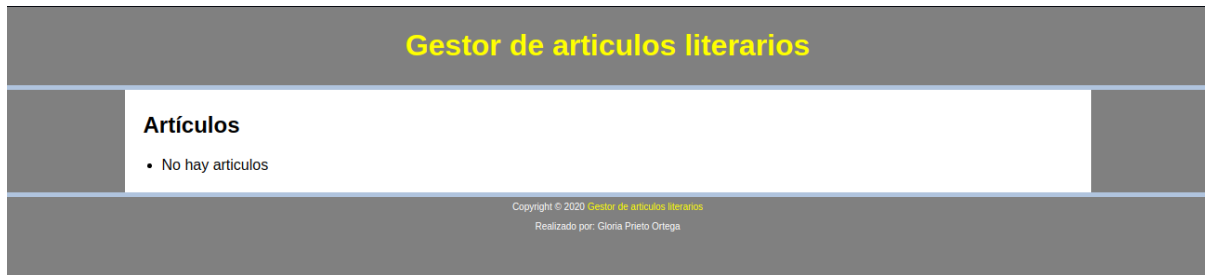 Gestor de articulos literarios
Artículos
• No hay articulos
Copyright © 2020 Gestor de articulos literarios
Realizado por: Gloria Prieto Ortega